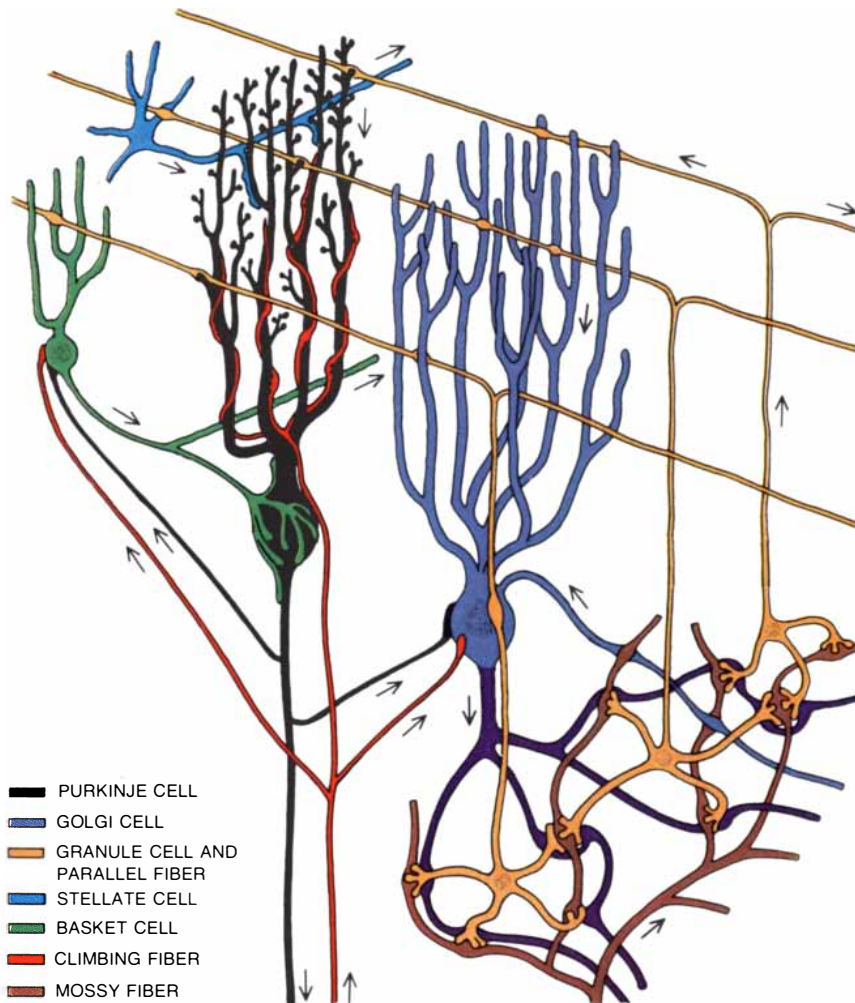 PURKINJE CELL
GOLGI CELL
GRANULE CELL AND
PARALLEL FIBER
STELLATE CELL
BASKET CELL
CLIMBING FIBER
MOSSY FIBER